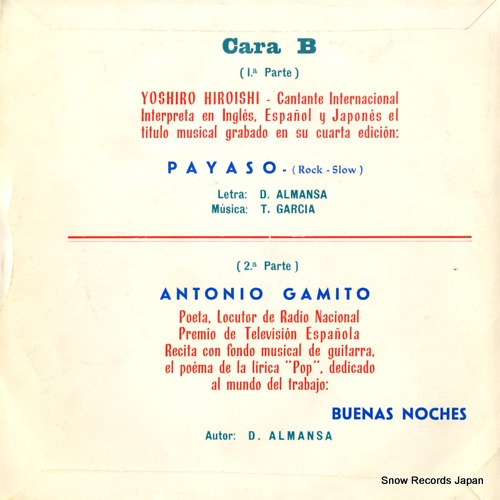 Cara B
(1.ª Parte)
YOSHIRO HIROISHI - Cantante Internacional
Interpreta en Inglés, Español y Japonés el
título musical grabado en su cuarta edición:
PAYASO - (Rock - Slow)
Letra: D. ALMANSA
Música: T. GARCIA
(2.ª Parte)
ANTONIO GAMITO
Poeta, Locutor de Radio Nacional
Premio de Televisión Española
Recita con fondo musical de guitarra,
el poêma de la lírica "Pop", dedicado
al mundo del trabajo:
BUENAS NOCHES
Autor: D. ALMANSA
Snow Records Japan